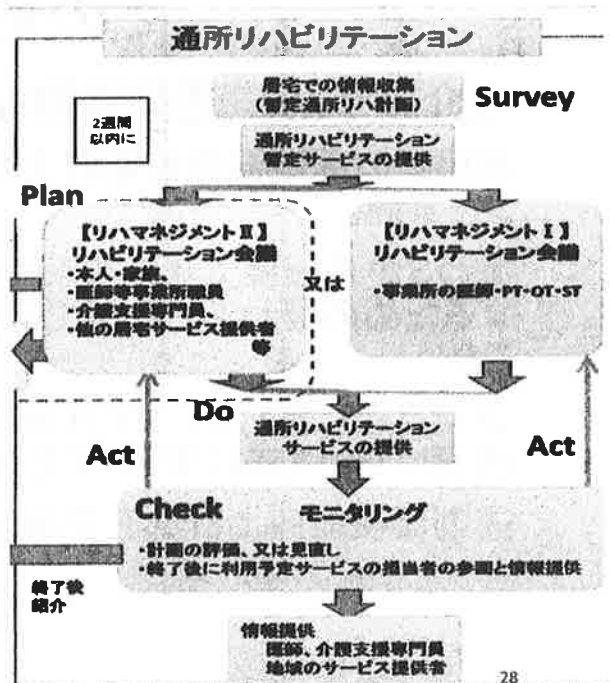 通所リハビリテーション
居宅での情報収集
(暫定通所リハ計画)
Survey
2週間
以内に
通所リハビリテーション
暫定サービスの提供
Plan
【リハマネジメントⅡ】
リハビリテーション会議
・本人・家族、
・医師等事業所職員
・介護支援専門員、
・他の居宅サービス提供者
等
又は
【リハマネジメントⅠ】
リハビリテーション会議
・事業所の医師・PT・OT・ST
Do
通所リハビリテーション
サービスの提供
Act
Act
Check
モニタリング
・計画の評価、又は見直し
・終了後に利用予定サービスの担当者の参画と情報提供
終了後
紹介
情報提供
医師、介護支援専門員
地域のサービス提供者
28